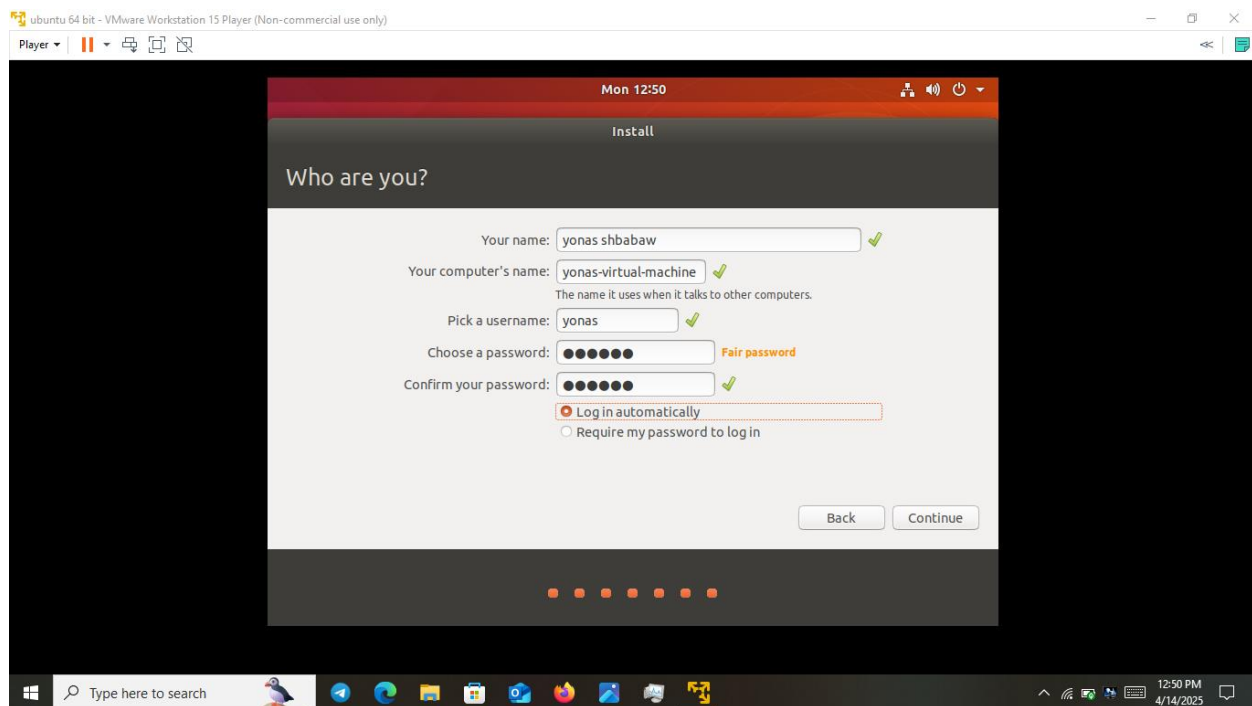 ubuntu 64 bit - VMware Workstation 15 Player (Non-commercial use only)
Player
Mon 12:50
Install
Who are you?
Your name: yonas shbabaw
Your computer's name: yonas-virtual-machine
The name it uses when it talks to other computers.
Pick a username: yonas
Choose a password: ●●●●●● Fair password
Confirm your password: ●●●●●●
Log in automatically
Require my password to log in
Back Continue
Type here to search
12:50 PM
4/14/2025